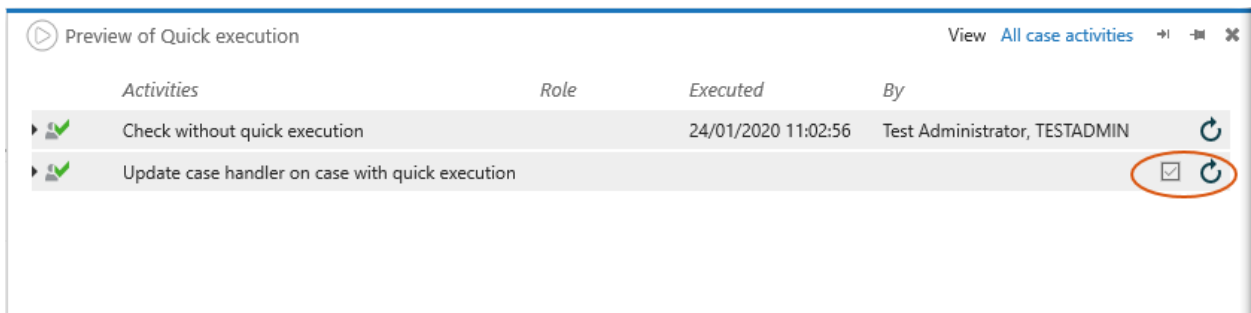 Preview of Quick execution View All case activities
Activities Role Executed By
Check without quick execution 24/01/2020 11:02:56 Test Administrator, TESTADMIN
Update case handler on case with quick execution